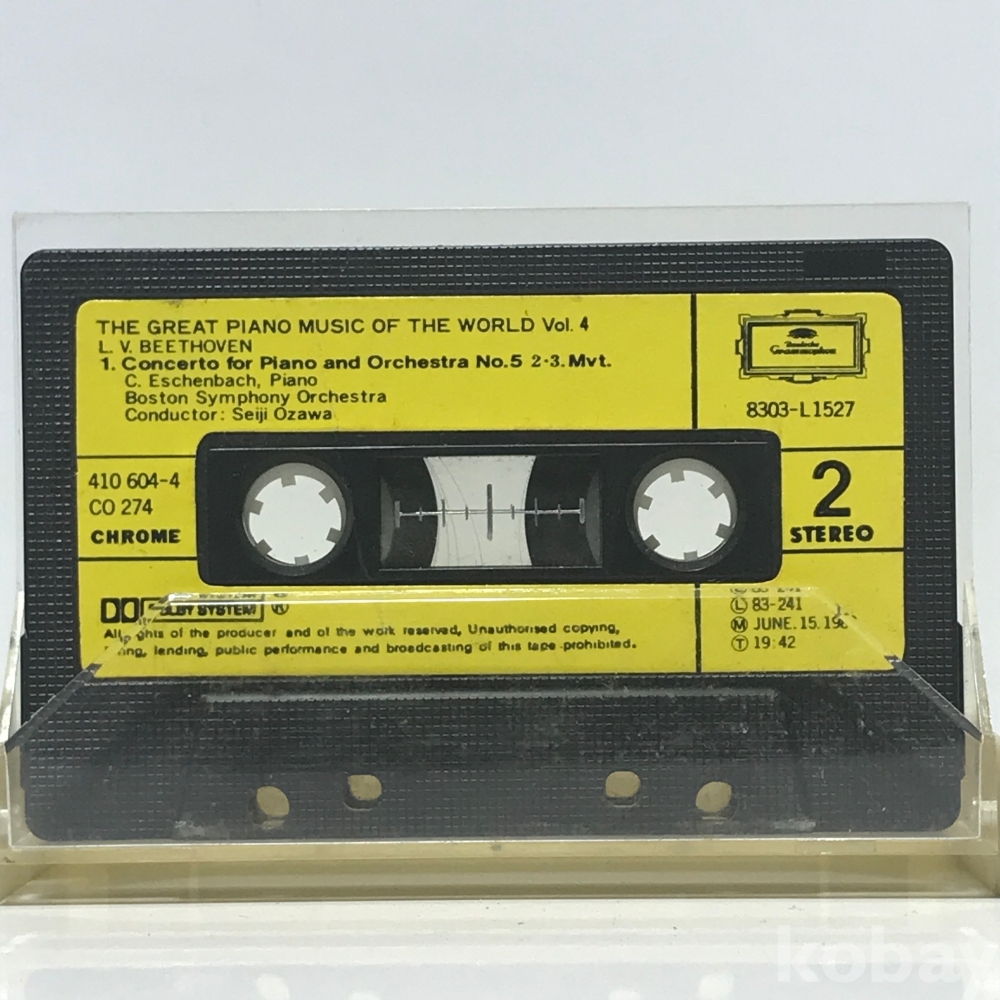 THE GREAT PIANO MUSIC OF THE WORLD Vol. 4
L. V. BEETHOVEN
1. Concerto for Piano and Orchestra No.5 2·3. Mvt.
C. Eschenbach, Piano
Boston Symphony Orchestra
Conductor: Seiji Ozawa
Deutsche
Grammophon
8303-L1527
410 604-4
CO 274
CHROME
2
STEREO
DOLBY SYSTEM ®
All rights of the producer and of the work reserved, Unauthorised copying,
lending, public performance and broadcasting of this tape prohibited.
Ⓛ 83-241
Ⓜ JUNE. 15. 
Ⓣ 19:42
kobay